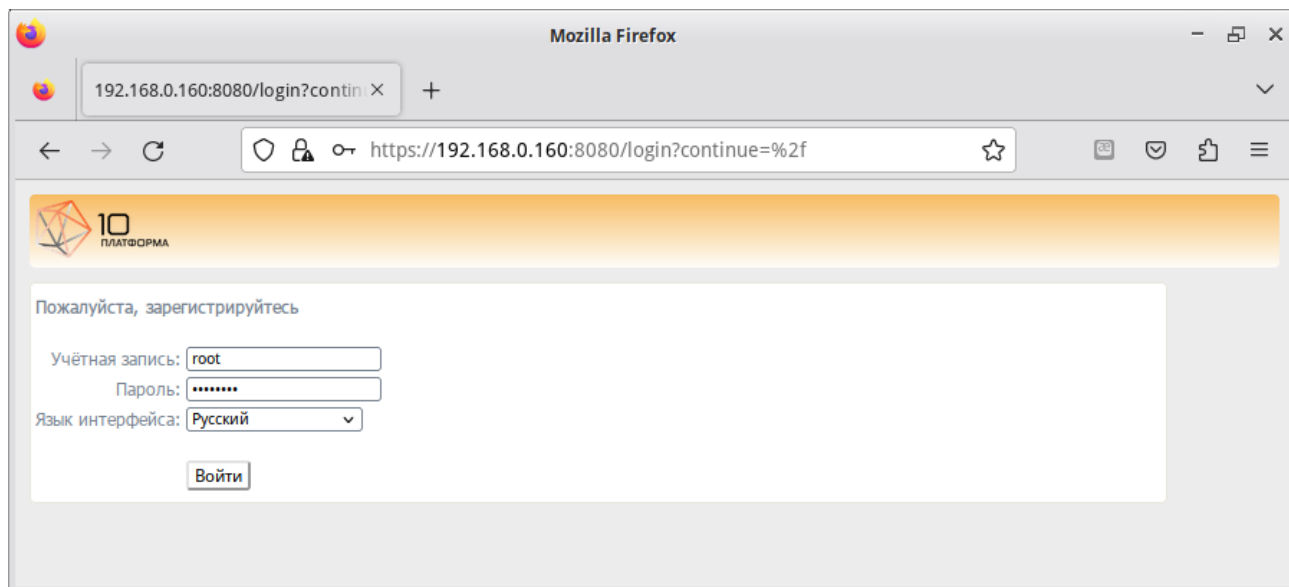 Mozilla Firefox
192.168.0.160:8080/login?contin
https://192.168.0.160:8080/login?continue=%2f
æ
10
ПЛАТФОРМА
Пожалуйста, зарегистрируйтесь
Учётная запись: root
Пароль: ••••••••
Язык интерфейса: Русский
Войти